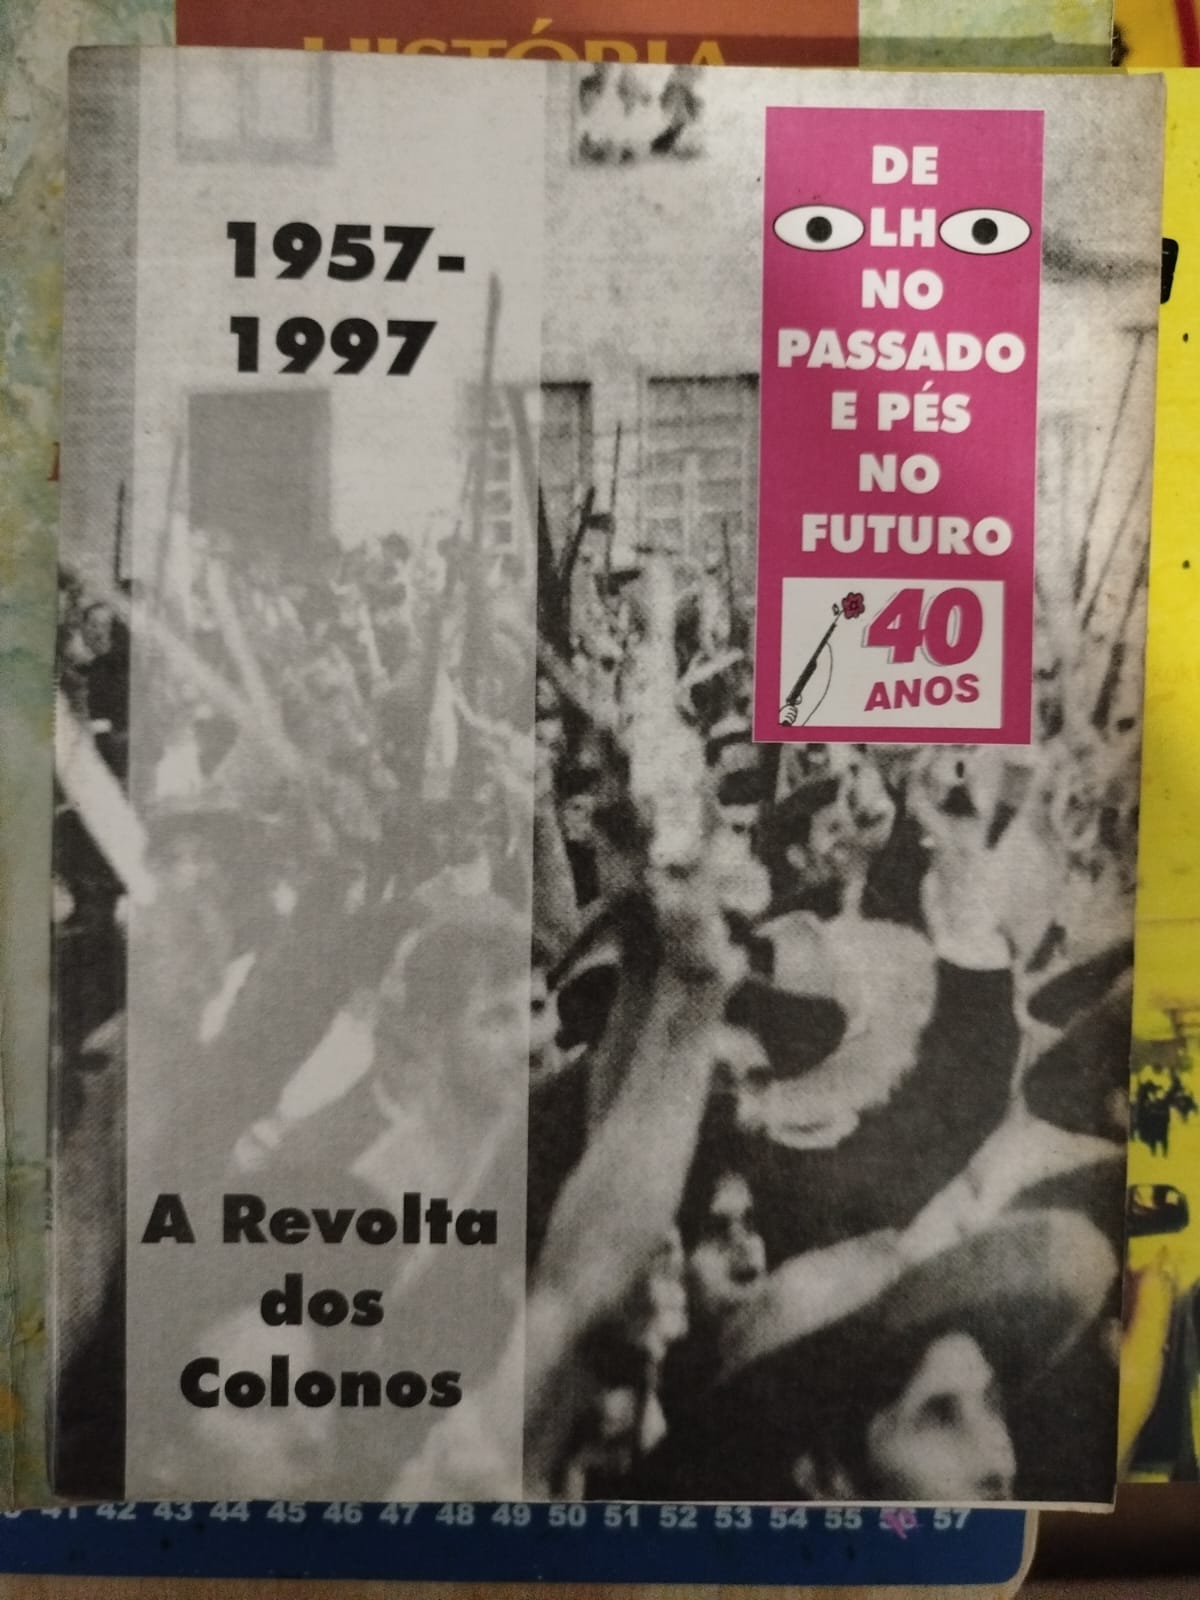 HISTÓRIA
1957-
1997
DE
OLHO
NO
PASSADO
E PÉS
NO
FUTURO
40
ANOS
A Revolta
dos
Colonos
41 42 43 44 45 46 47 48 49 50 51 52 53 54 55 56 57